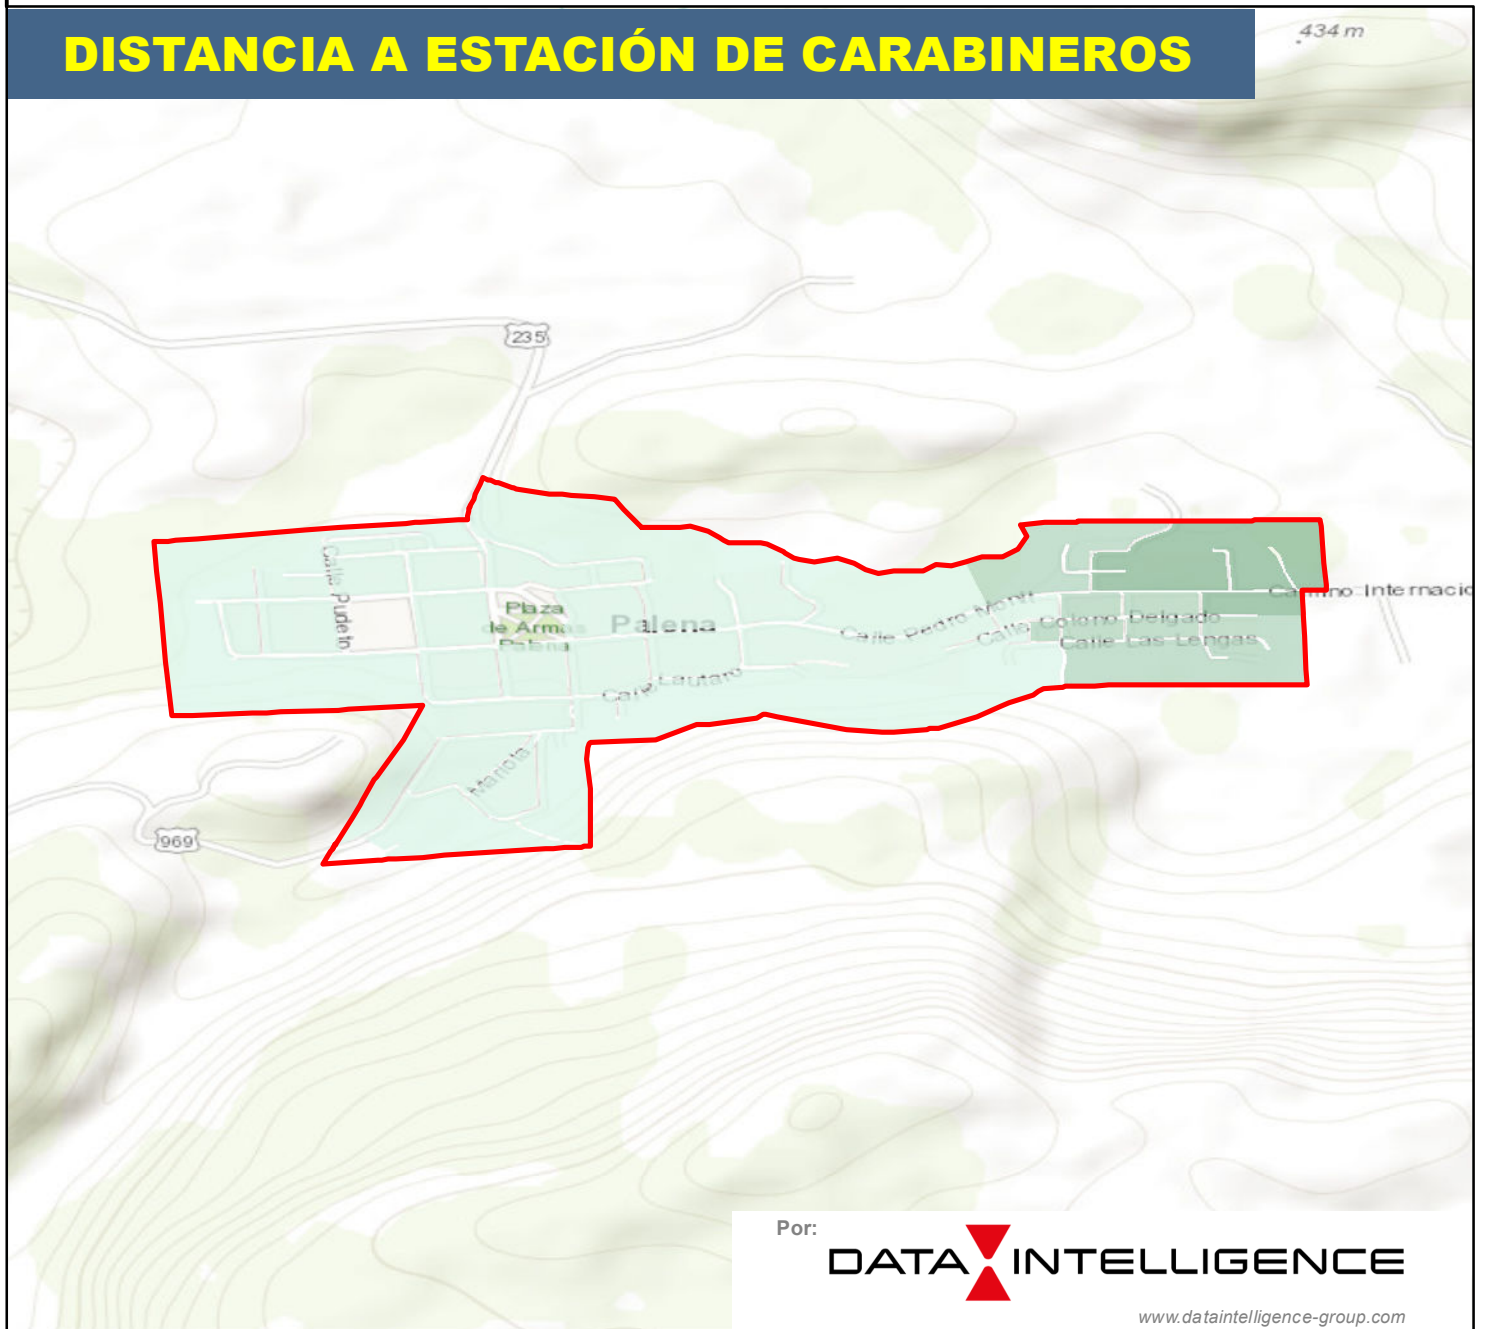 DISTANCIA A ESTACIÓN DE CARABINEROS
434 m
235
Calle Pudeto
Plaza
de Armas
Palena
Palena
Calle Pedro Montt
Camino Internacio
Calle Colono Delgado
Calle Las Lengas
Calle Lautaro
Mariota
969
Por:
DATA INTELLIGENCE
www.dataintelligence-group.com